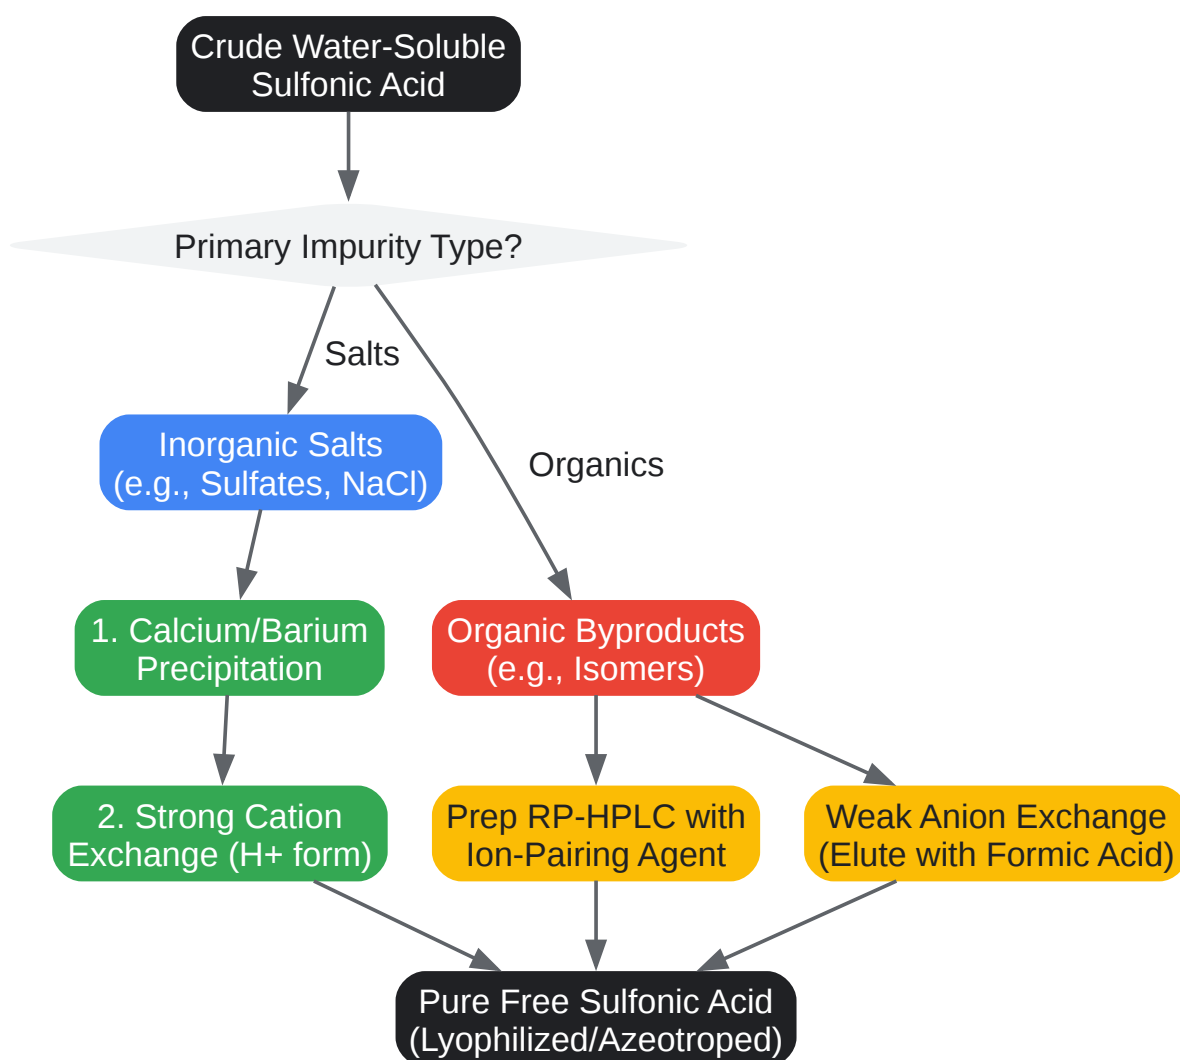 Crude Water-Soluble
Sulfonic Acid
Primary Impurity Type?
Salts
Inorganic Salts
(e.g., Sulfates, NaCl)
Organics
1. Calcium/Barium
Precipitation
Organic Byproducts
(e.g., Isomers)
2. Strong Cation
Exchange (H+ form)
Prep RP-HPLC with
Ion-Pairing Agent
Weak Anion Exchange
(Elute with Formic Acid)
Pure Free Sulfonic Acid
(Lyophilized/Azeotroped)